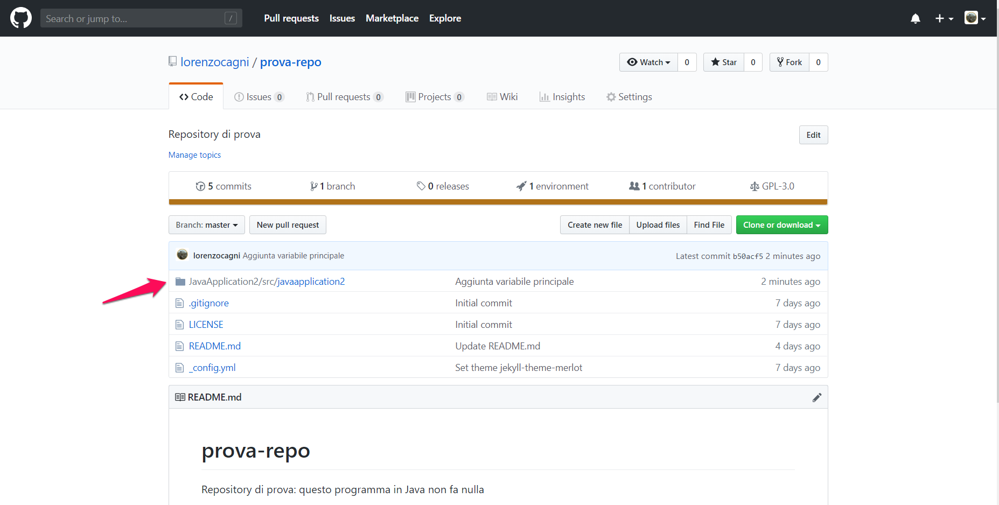 Search or jump to... /
Pull requests Issues Marketplace Explore
lorenzocagni / prova-repo
Watch 0 Star 0 Fork 0
Code Issues 0 Pull requests 0 Projects 0 Wiki Insights Settings
Repository di prova
Edit
Manage topics
5 commits 1 branch 0 releases 1 environment 1 contributor GPL-3.0
Branch: master New pull request Create new file Upload files Find File Clone or download
lorenzocagni Aggiunta variabile principale Latest commit b50acf5 2 minutes ago
JavaApplication2/src/javaapplication2 Aggiunta variabile principale 2 minutes ago
.gitignore Initial commit 7 days ago
LICENSE Initial commit 7 days ago
README.md Update README.md 4 days ago
_config.yml Set theme jekyll-theme-merlot 7 days ago
README.md
prova-repo
Repository di prova: questo programma in Java non fa nulla